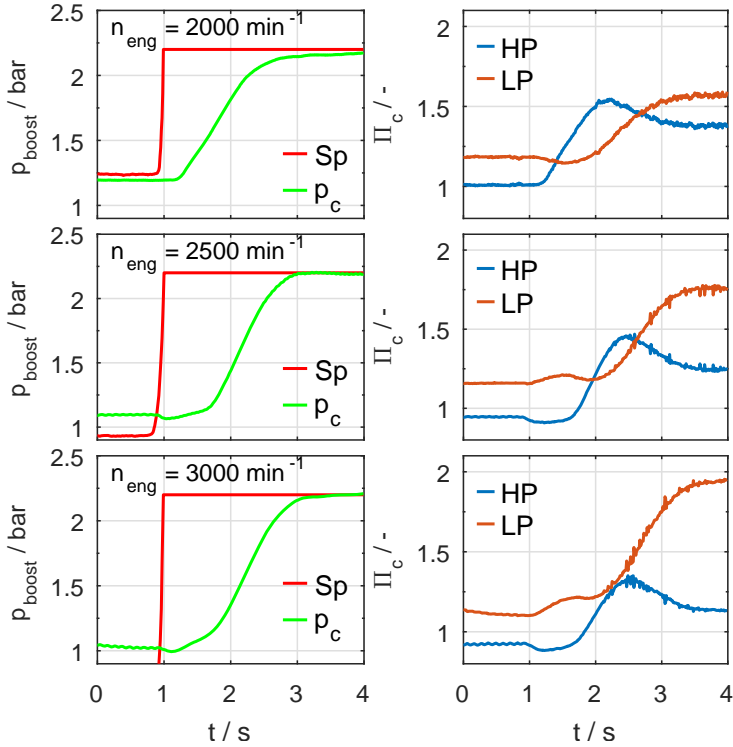 n_eng = 2000 min^-1
p_boost / bar
2.5
2
1.5
1
Sp
p_c
Π_c / -
2
1.5
1
HP
LP
n_eng = 2500 min^-1
p_boost / bar
2.5
2
1.5
1
Sp
p_c
Π_c / -
2
1.5
1
HP
LP
n_eng = 3000 min^-1
p_boost / bar
2.5
2
1.5
1
Sp
p_c
0 1 2 3 4
t / s
Π_c / -
2
1.5
1
HP
LP
0 1 2 3 4
t / s